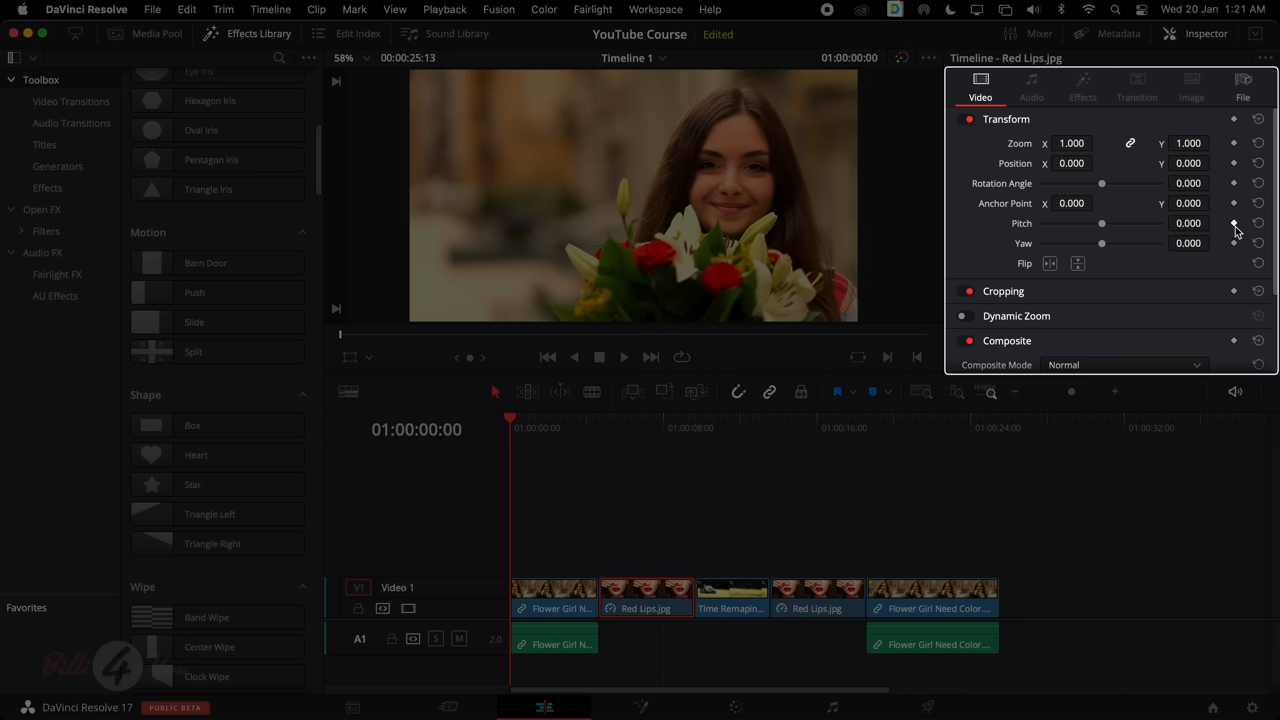 DaVinci Resolve File Edit Trim Timeline Clip Mark View Playback Fusion Color Fairlight Workspace Help Wed 20 Jan 1:21 AM
Media Pool Effects Library Edit Index Sound Library YouTube Course Edited Mixer Metadata Inspector
58% 00:00:25:13 Timeline 1 01:00:00:00 Timeline - Red Lips.jpg
Toolbox
Video Transitions
Audio Transitions
Titles
Generators
Effects
Open FX
Filters
Audio FX
Fairlight FX
AU Effects
Favorites
Eye Iris
Hexagon Iris
Oval Iris
Pentagon Iris
Triangle Iris
Motion
Barn Door
Push
Slide
Split
Shape
Box
Heart
Star
Triangle Left
Triangle Right
Wipe
Band Wipe
Center Wipe
Clock Wipe
Video Audio Effects Transition Image File
Transform
Zoom X 1.000 Y 1.000
Position X 0.000 Y 0.000
Rotation Angle 0.000
Anchor Point X 0.000 Y 0.000
Pitch 0.000
Yaw 0.000
Flip
Cropping
Dynamic Zoom
Composite
Composite Mode Normal
01:00:00:00 01:00:00:00 01:00:08:00 01:00:16:00 01:00:24:00 01:00:32:00
V1 Video 1
Flower Girl N... Red Lips.jpg TIme Remapin... Red Lips.jpg Flower Girl Need Color....
A1 S M 2.0
Flower Girl N... Flower Girl Need Color....
4
DaVinci Resolve 17 PUBLIC BETA